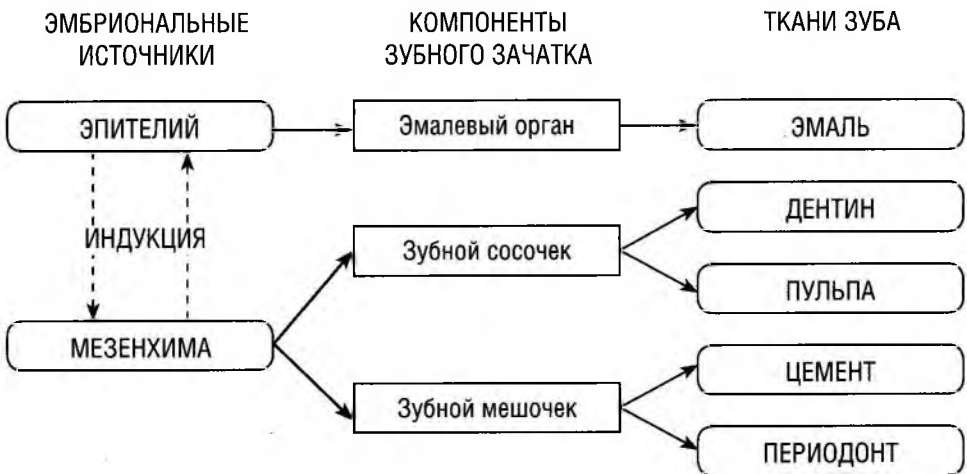 ЭМБРИОНАЛЬНЫЕ
ИСТОЧНИКИ
КОМПОНЕНТЫ
ЗУБНОГО ЗАЧАТКА
ТКАНИ ЗУБА
ЭПИТЕЛИЙ
Эмалевый орган
ЭМАЛЬ
ИНДУКЦИЯ
Зубной сосочек
ДЕНТИН
ПУЛЬПА
МЕЗЕНХИМА
Зубной мешочек
ЦЕМЕНТ
ПЕРИОДОНТ